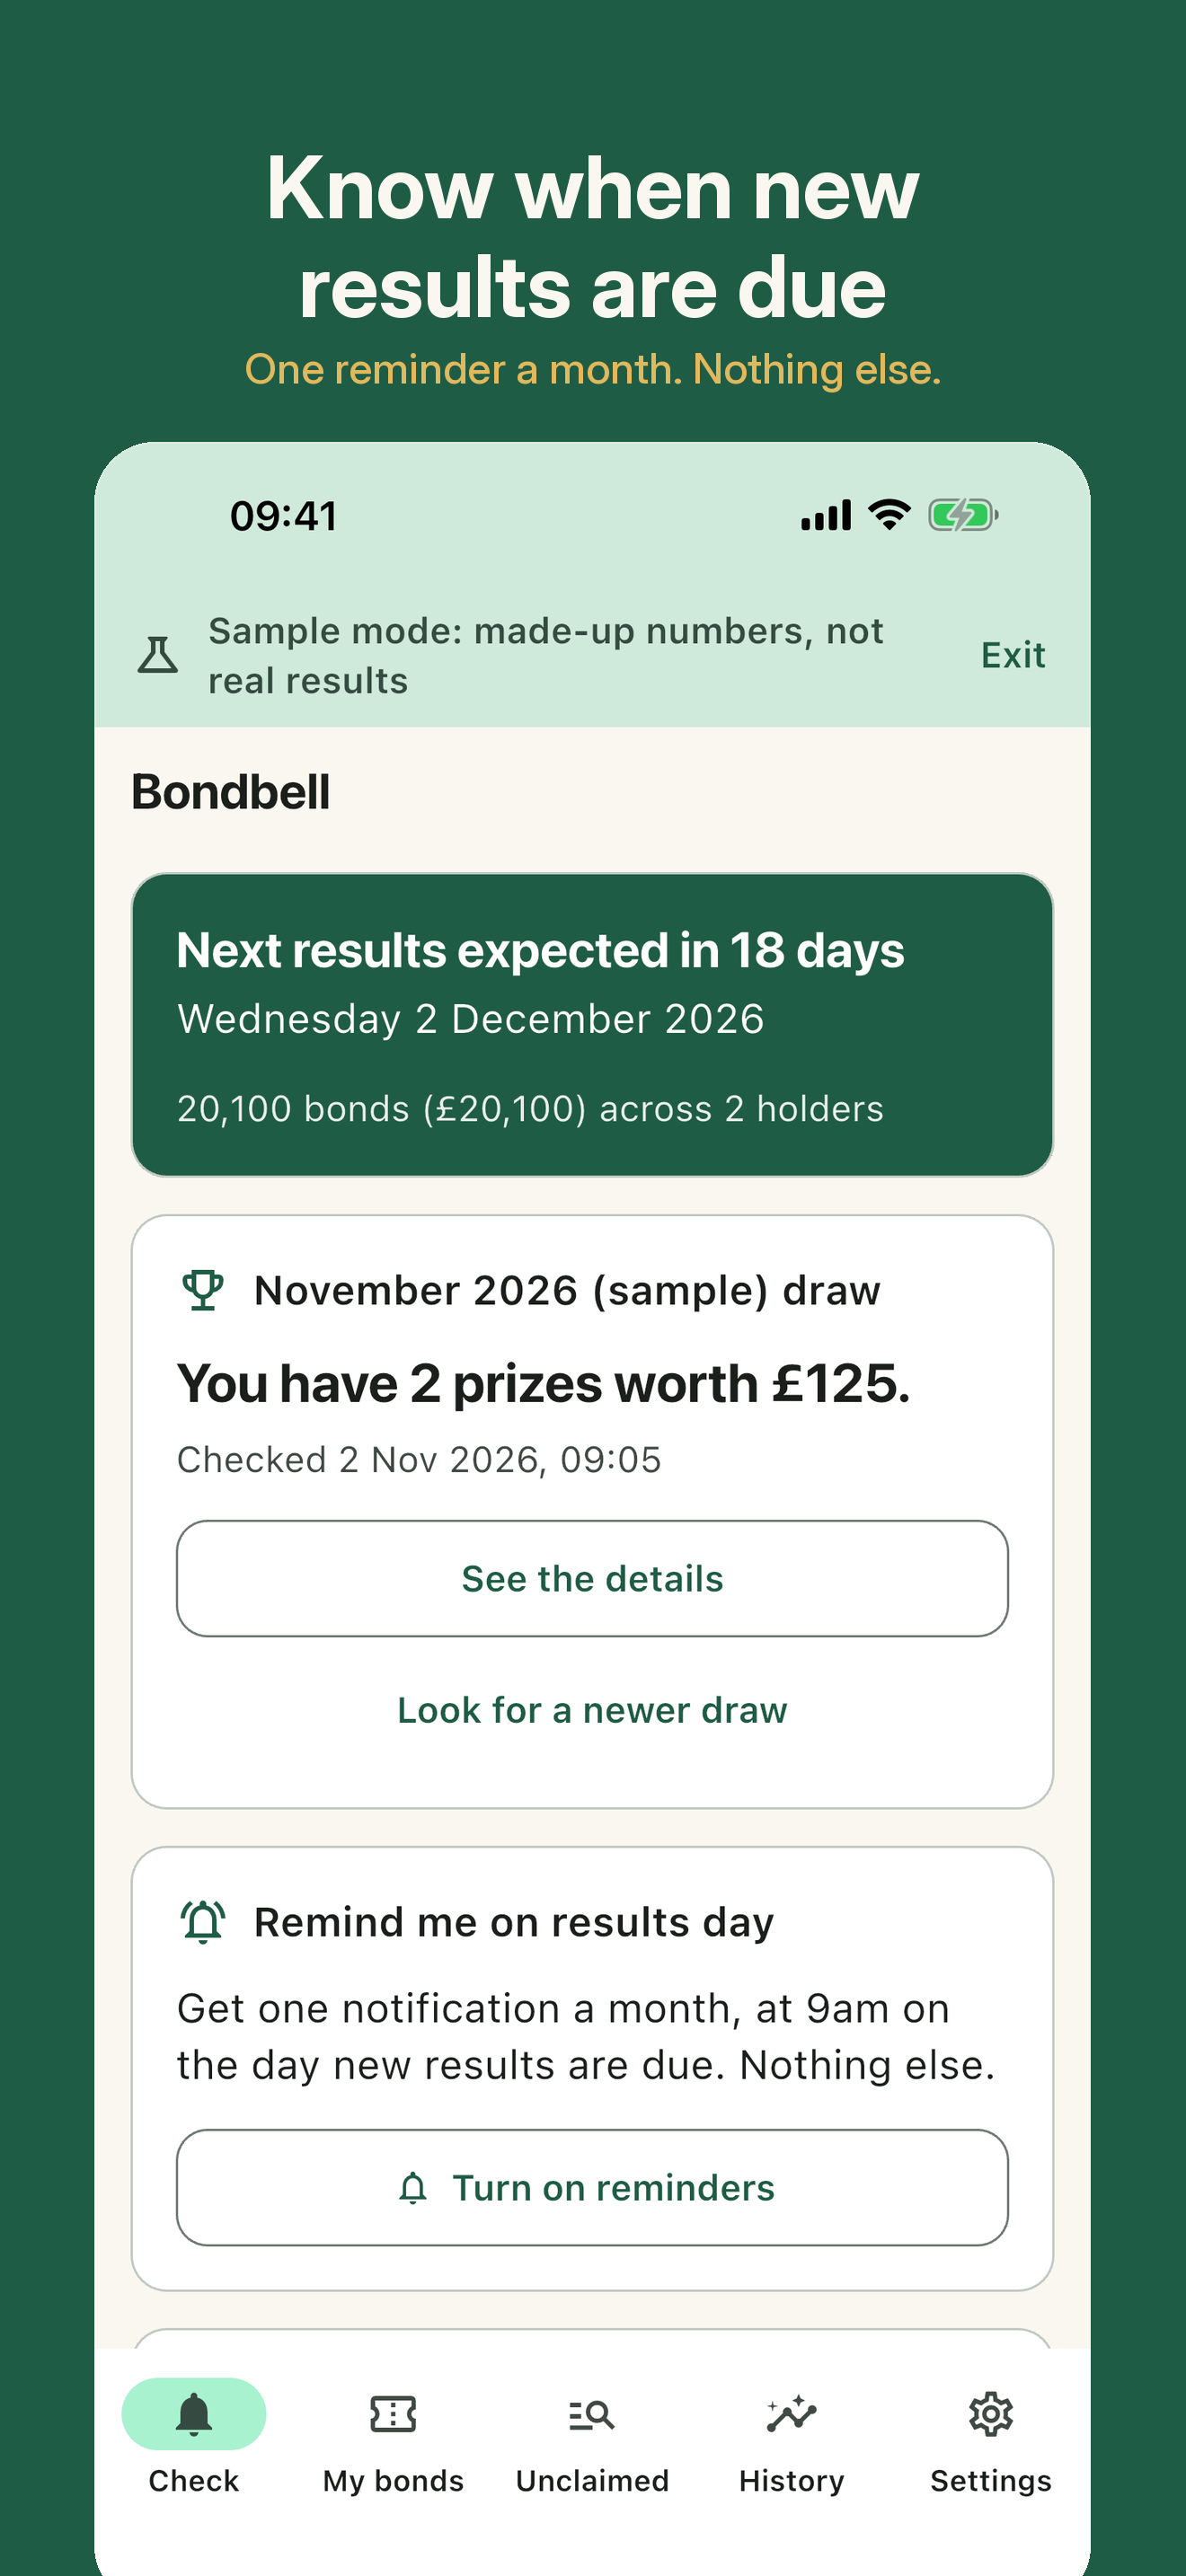 Know when new
results are due
One reminder a month. Nothing else.
09:41
Sample mode: made-up numbers, not
real results
Exit
Bondbell
Next results expected in 18 days
Wednesday 2 December 2026
20,100 bonds (£20,100) across 2 holders
November 2026 (sample) draw
You have 2 prizes worth £125.
Checked 2 Nov 2026, 09:05
See the details
Look for a newer draw
Remind me on results day
Get one notification a month, at 9am on
the day new results are due. Nothing else.
Turn on reminders
Check
My bonds
Unclaimed
History
Settings